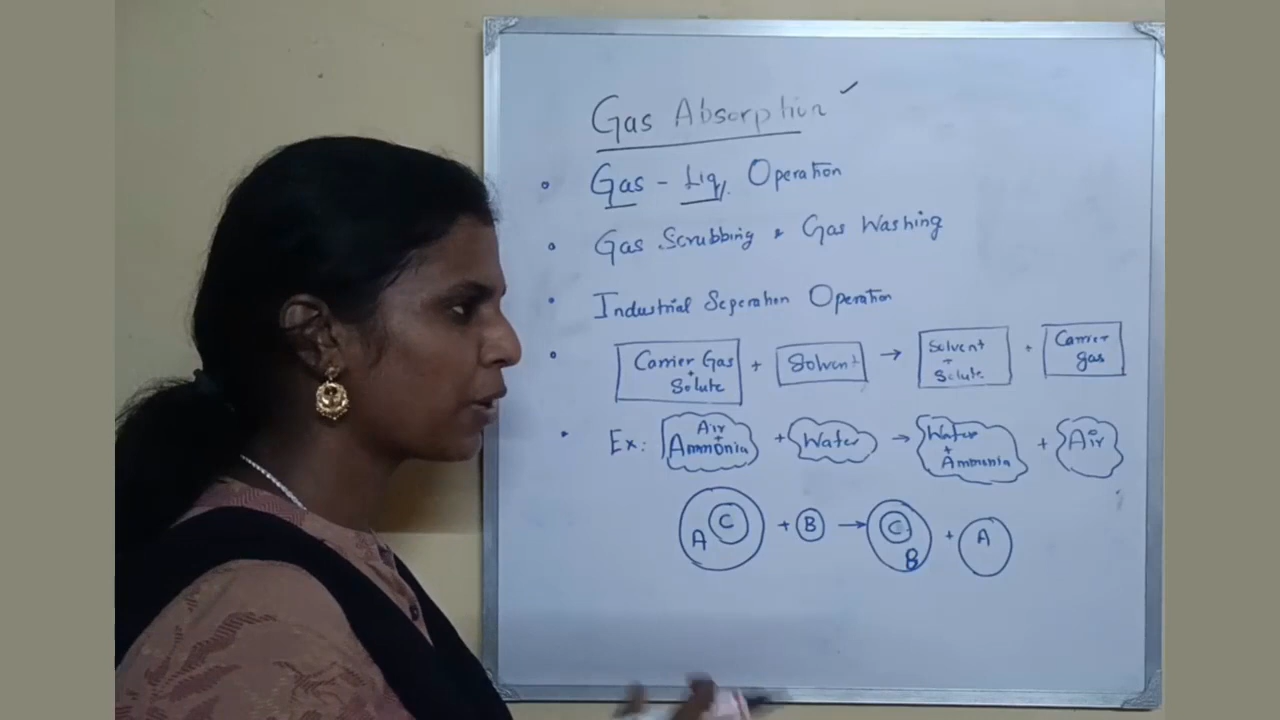 Gas Absorption ✓
Gas - Liq. Operation
Gas Scrubbing & Gas Washing
Industrial Seperation Operation
Carrier Gas + Solute + Solvent → Solvent + Solute + Carrier gas
Ex: Air + Ammonia + Water → Water + Ammonia + Air
A C + B → C B + A